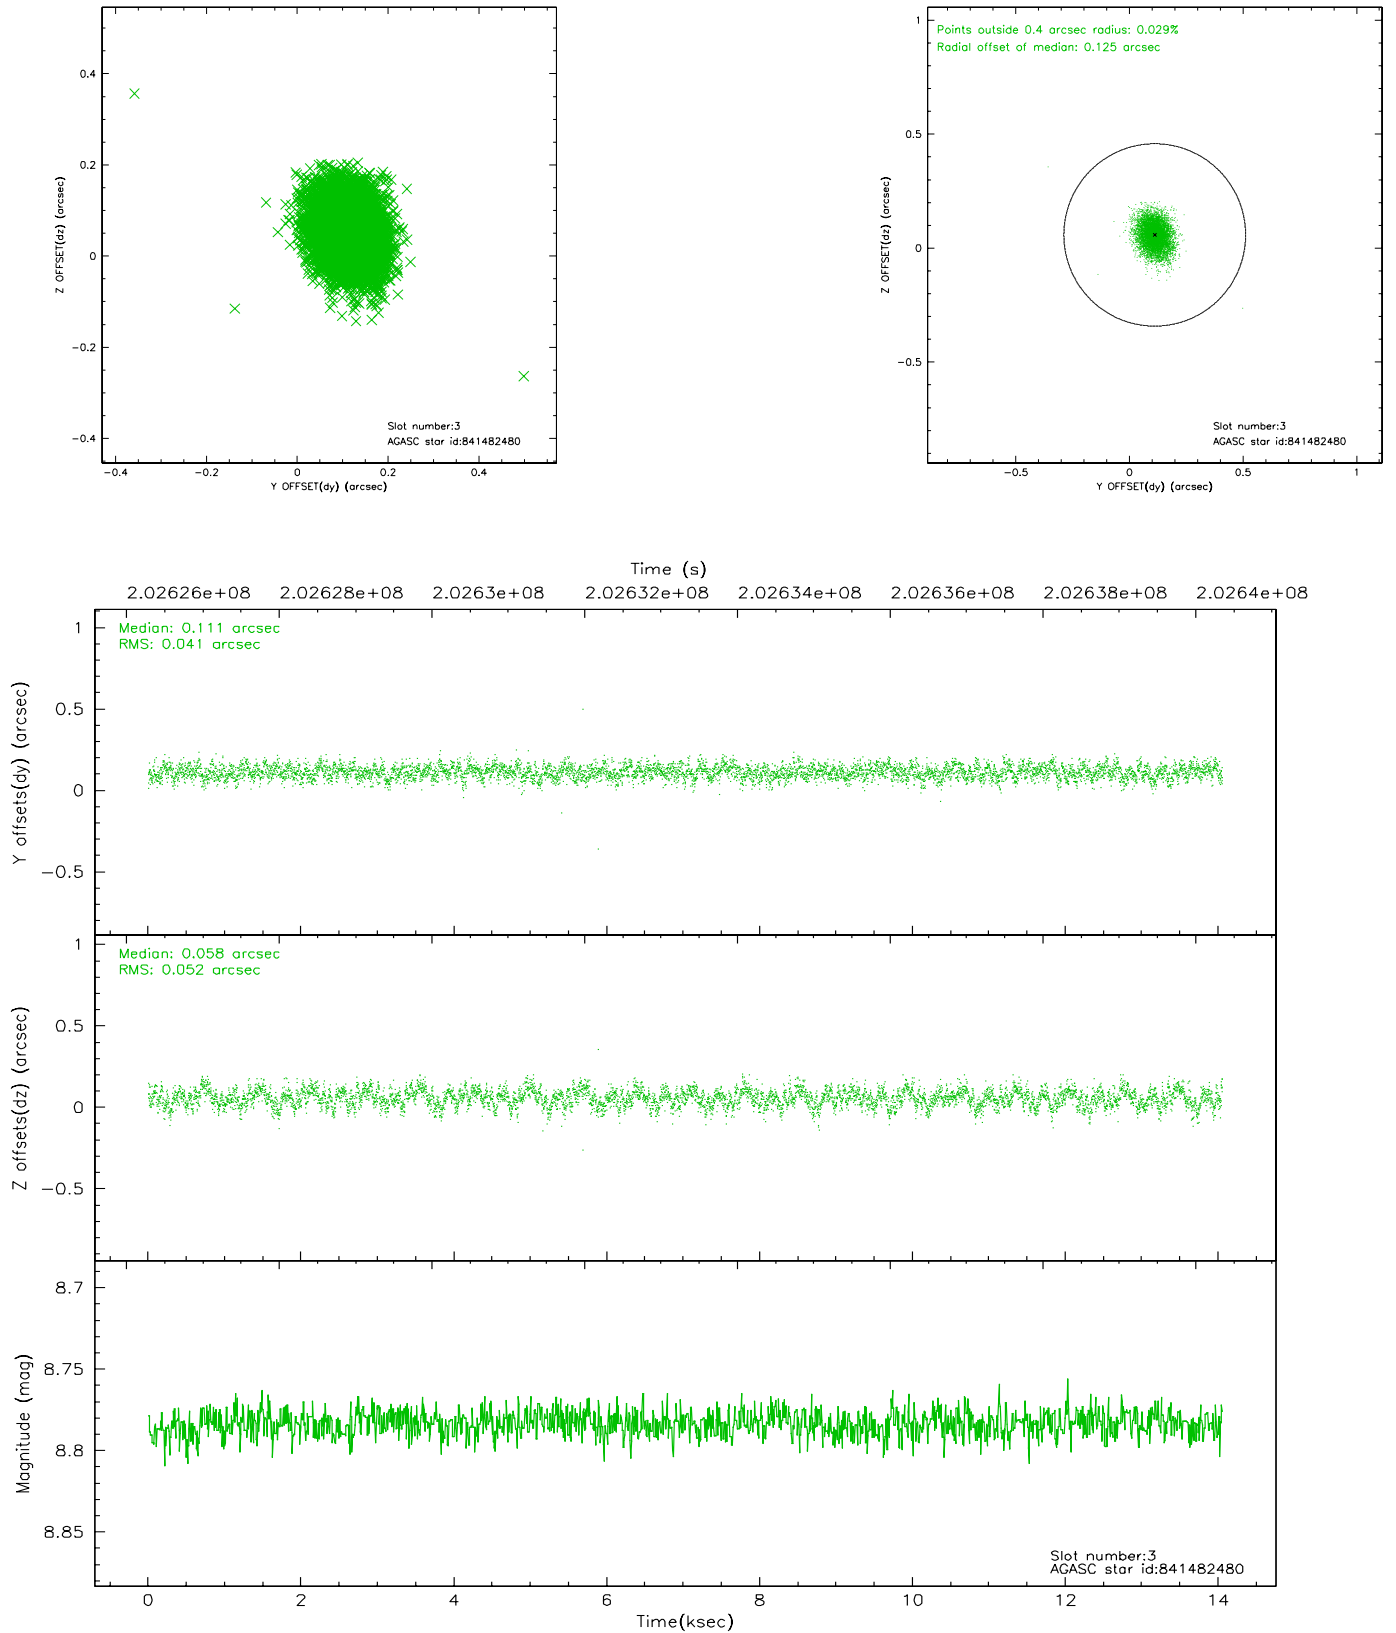 0.4
0.2
0
−0.2
−0.4
Z OFFSET(dz) (arcsec)
Slot number:3
AGASC star id:841482480
−0.4 −0.2 0 0.2 0.4
Y OFFSET(dy) (arcsec)
Points outside 0.4 arcsec radius: 0.029%
Radial offset of median: 0.125 arcsec
1
0.5
0
−0.5
Z OFFSET(dz) (arcsec)
Slot number:3
AGASC star id:841482480
−0.5 0 0.5 1
Y OFFSET(dy) (arcsec)
Time (s)
2.02626e+08 2.02628e+08 2.0263e+08 2.02632e+08 2.02634e+08 2.02636e+08 2.02638e+08 2.0264e+08
Median: 0.111 arcsec
RMS: 0.041 arcsec
1
0.5
0
−0.5
Y offsets(dy) (arcsec)
Median: 0.058 arcsec
RMS: 0.052 arcsec
1
0.5
0
−0.5
Z offsets(dz) (arcsec)
8.7
8.75
8.8
8.85
Magnitude (mag)
Slot number:3
AGASC star id:841482480
0 2 4 6 8 10 12 14
Time(ksec)